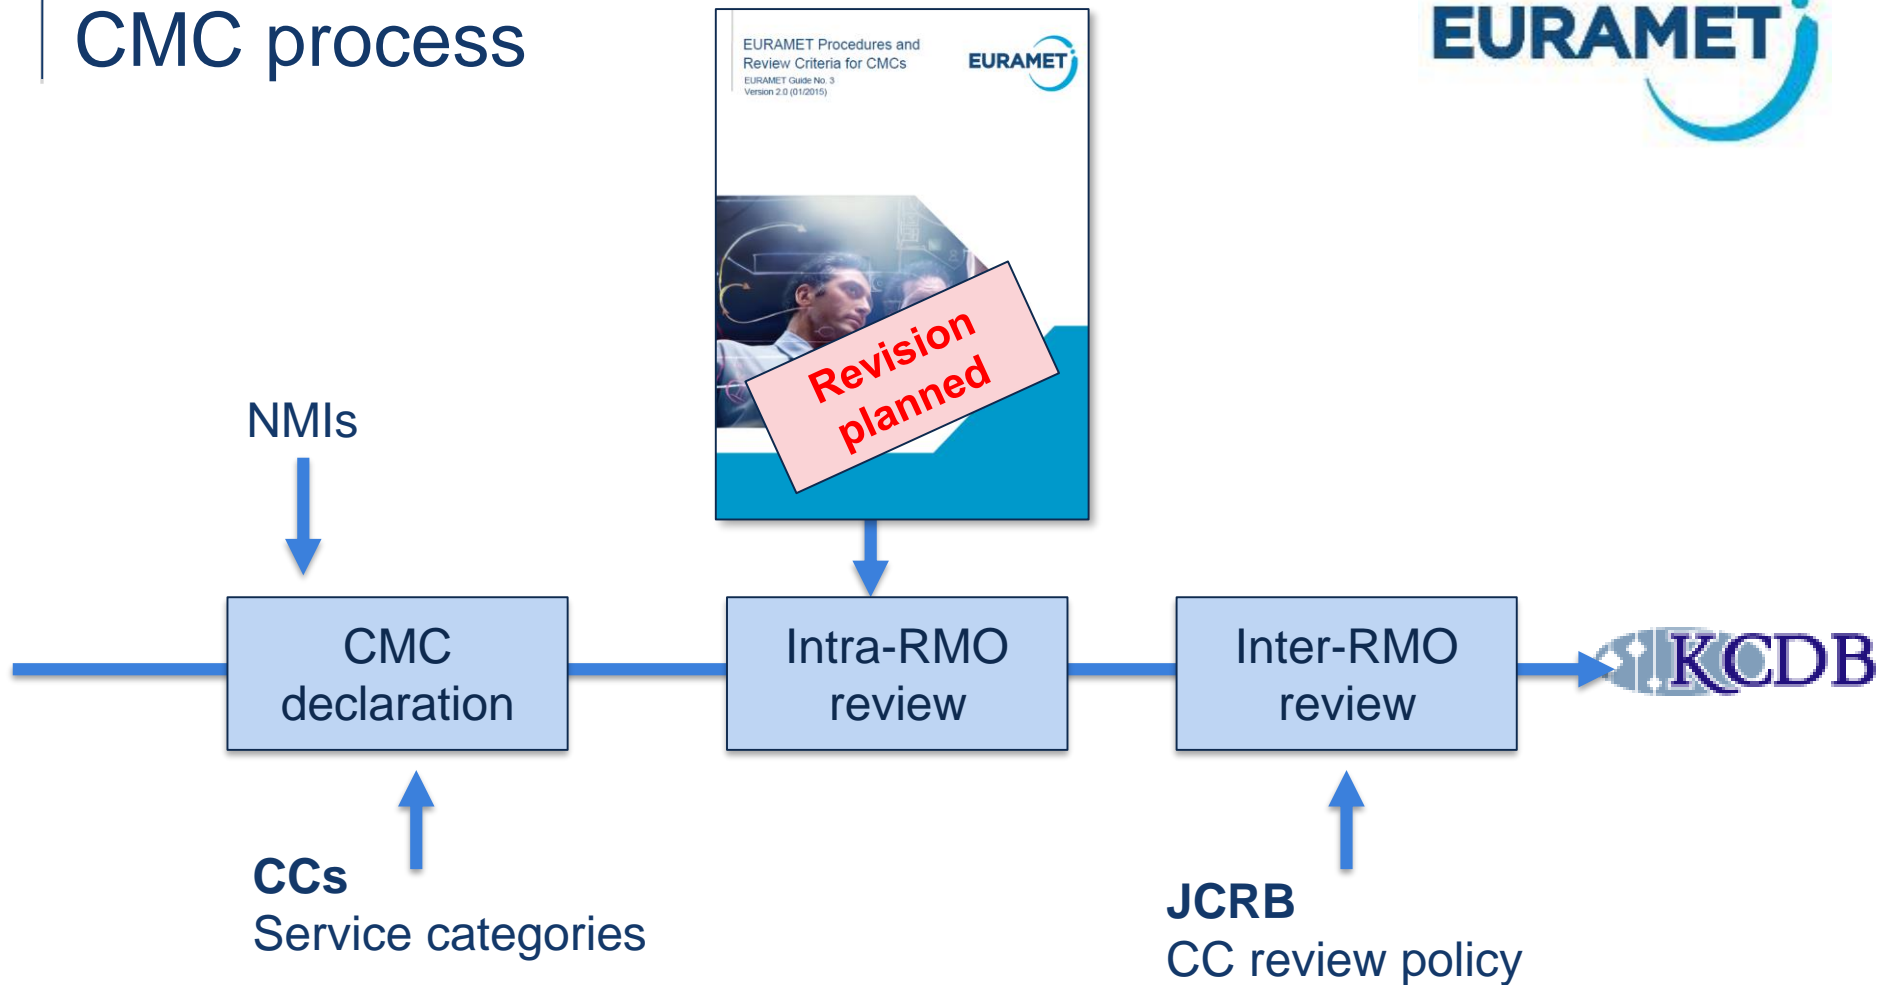 CMC process
EURAMET
EURAMET Procedures and
Review Criteria for CMCs
EURAMET Guide No. 3
Version 2.0 (01/2015)
EURAMET
Revision
planned
NMIs
CMC
declaration
Intra-RMO
review
Inter-RMO
review
KCDB
CCs
Service categories
JCRB
CC review policy